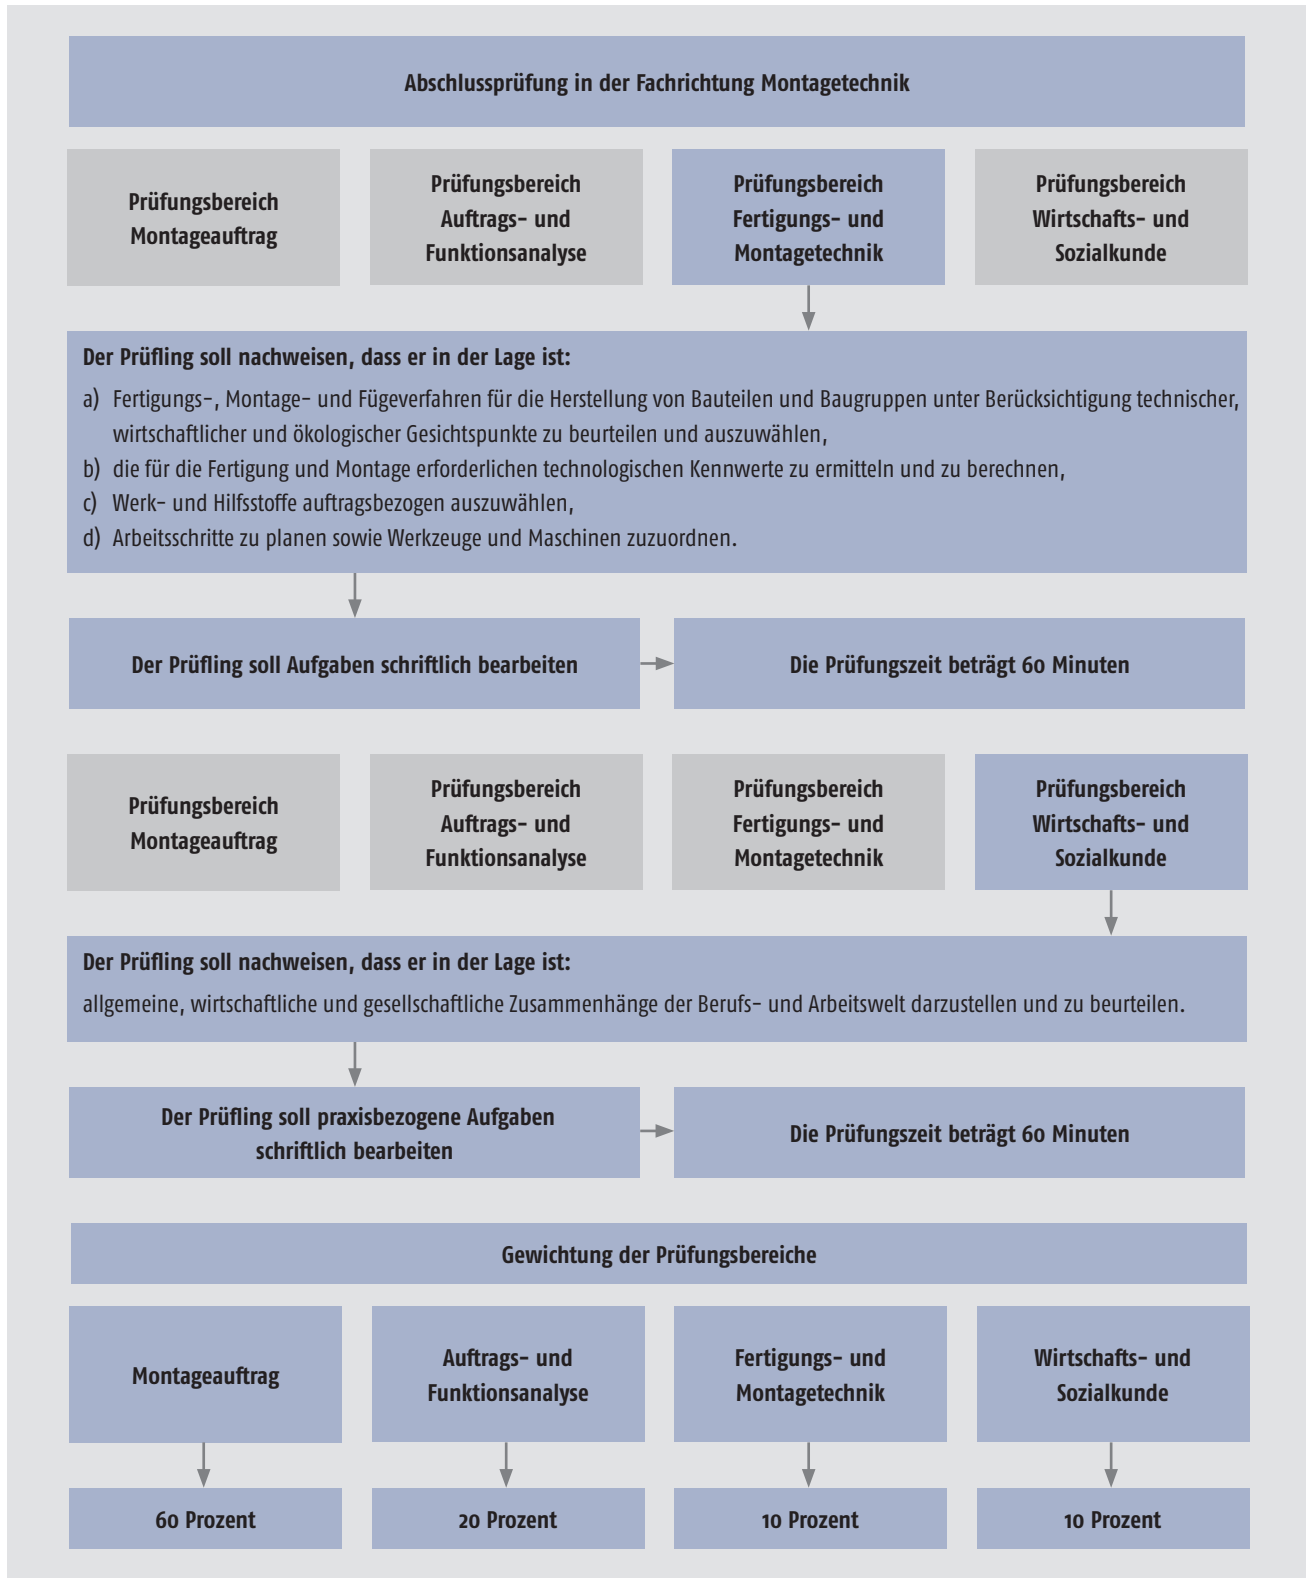 Abschlussprüfung in der Fachrichtung Montagetechnik
Prüfungsbereich
Montageauftrag
Prüfungsbereich
Auftrags- und
Funktionsanalyse
Prüfungsbereich
Fertigungs- und
Montagetechnik
Prüfungsbereich
Wirtschafts- und
Sozialkunde
Der Prüfling soll nachweisen, dass er in der Lage ist:
a) Fertigungs-, Montage- und Fügeverfahren für die Herstellung von Bauteilen und Baugruppen unter Berücksichtigung technischer,
wirtschaftlicher und ökologischer Gesichtspunkte zu beurteilen und auszuwählen,
b) die für die Fertigung und Montage erforderlichen technologischen Kennwerte zu ermitteln und zu berechnen,
c) Werk- und Hilfsstoffe auftragsbezogen auszuwählen,
d) Arbeitsschritte zu planen sowie Werkzeuge und Maschinen zuzuordnen.
Der Prüfling soll Aufgaben schriftlich bearbeiten
Die Prüfungszeit beträgt 60 Minuten
Prüfungsbereich
Montageauftrag
Prüfungsbereich
Auftrags- und
Funktionsanalyse
Prüfungsbereich
Fertigungs- und
Montagetechnik
Prüfungsbereich
Wirtschafts- und
Sozialkunde
Der Prüfling soll nachweisen, dass er in der Lage ist:
allgemeine, wirtschaftliche und gesellschaftliche Zusammenhänge der Berufs- und Arbeitswelt darzustellen und zu beurteilen.
Der Prüfling soll praxisbezogene Aufgaben
schriftlich bearbeiten
Die Prüfungszeit beträgt 60 Minuten
Gewichtung der Prüfungsbereiche
Montageauftrag
Auftrags- und
Funktionsanalyse
Fertigungs- und
Montagetechnik
Wirtschafts- und
Sozialkunde
60 Prozent
20 Prozent
10 Prozent
10 Prozent